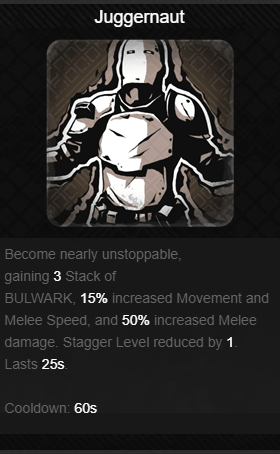 Juggernaut
Become nearly unstoppable,
gaining 3 Stack of
BULWARK, 15% increased Movement and
Melee Speed, and 50% increased Melee
damage. Stagger Level reduced by 1.
Lasts 25s.
Cooldown: 60s